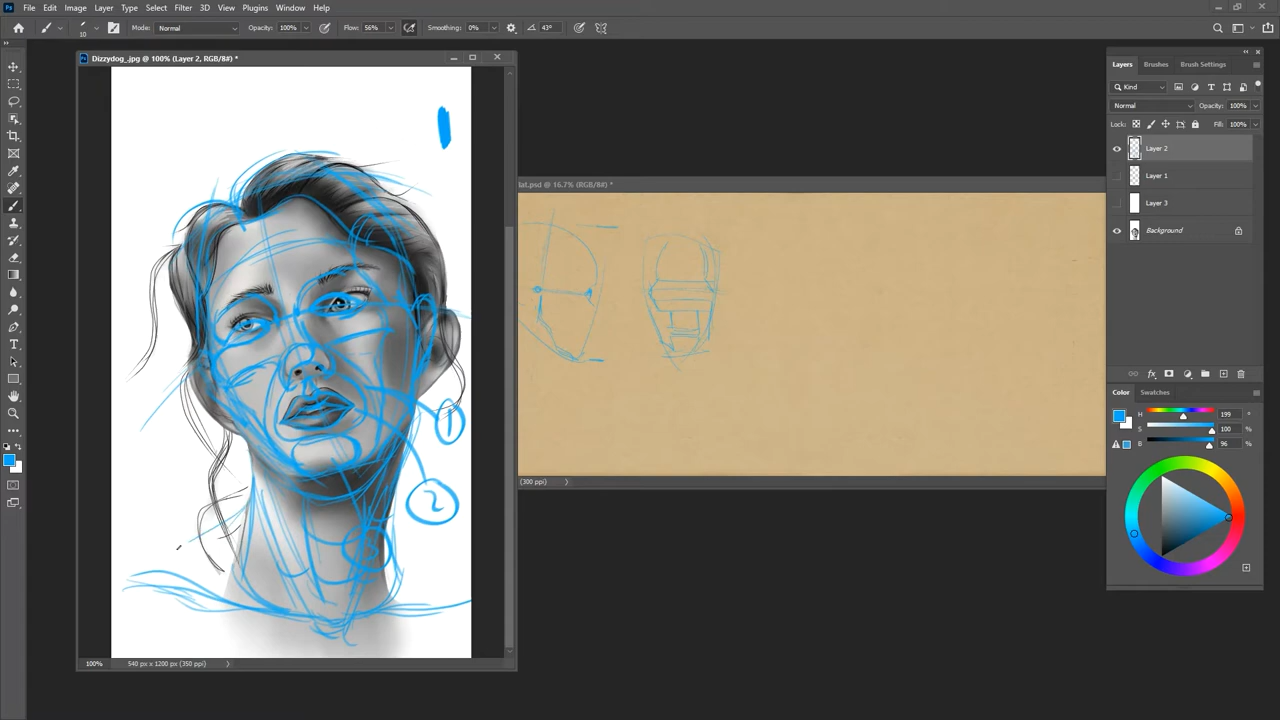 File Edit Image Layer Type Select Filter 3D View Plugins Window Help
10 Mode: Normal Opacity: 100% Flow: 56% Smoothing: 0% 43°
Dizzydog_.jpg @ 100% (Layer 2, RGB/8#) *
lat.psd @ 16.7% (RGB/8#) *
1
2
100% 540 px x 1200 px (350 ppi)
(300 ppi)
Layers Brushes Brush Settings
Kind
Normal Opacity: 100%
Lock: Fill: 100%
Layer 2
Layer 1
Layer 3
Background
Color Swatches
H 199 °
S 100 %
B 96 %